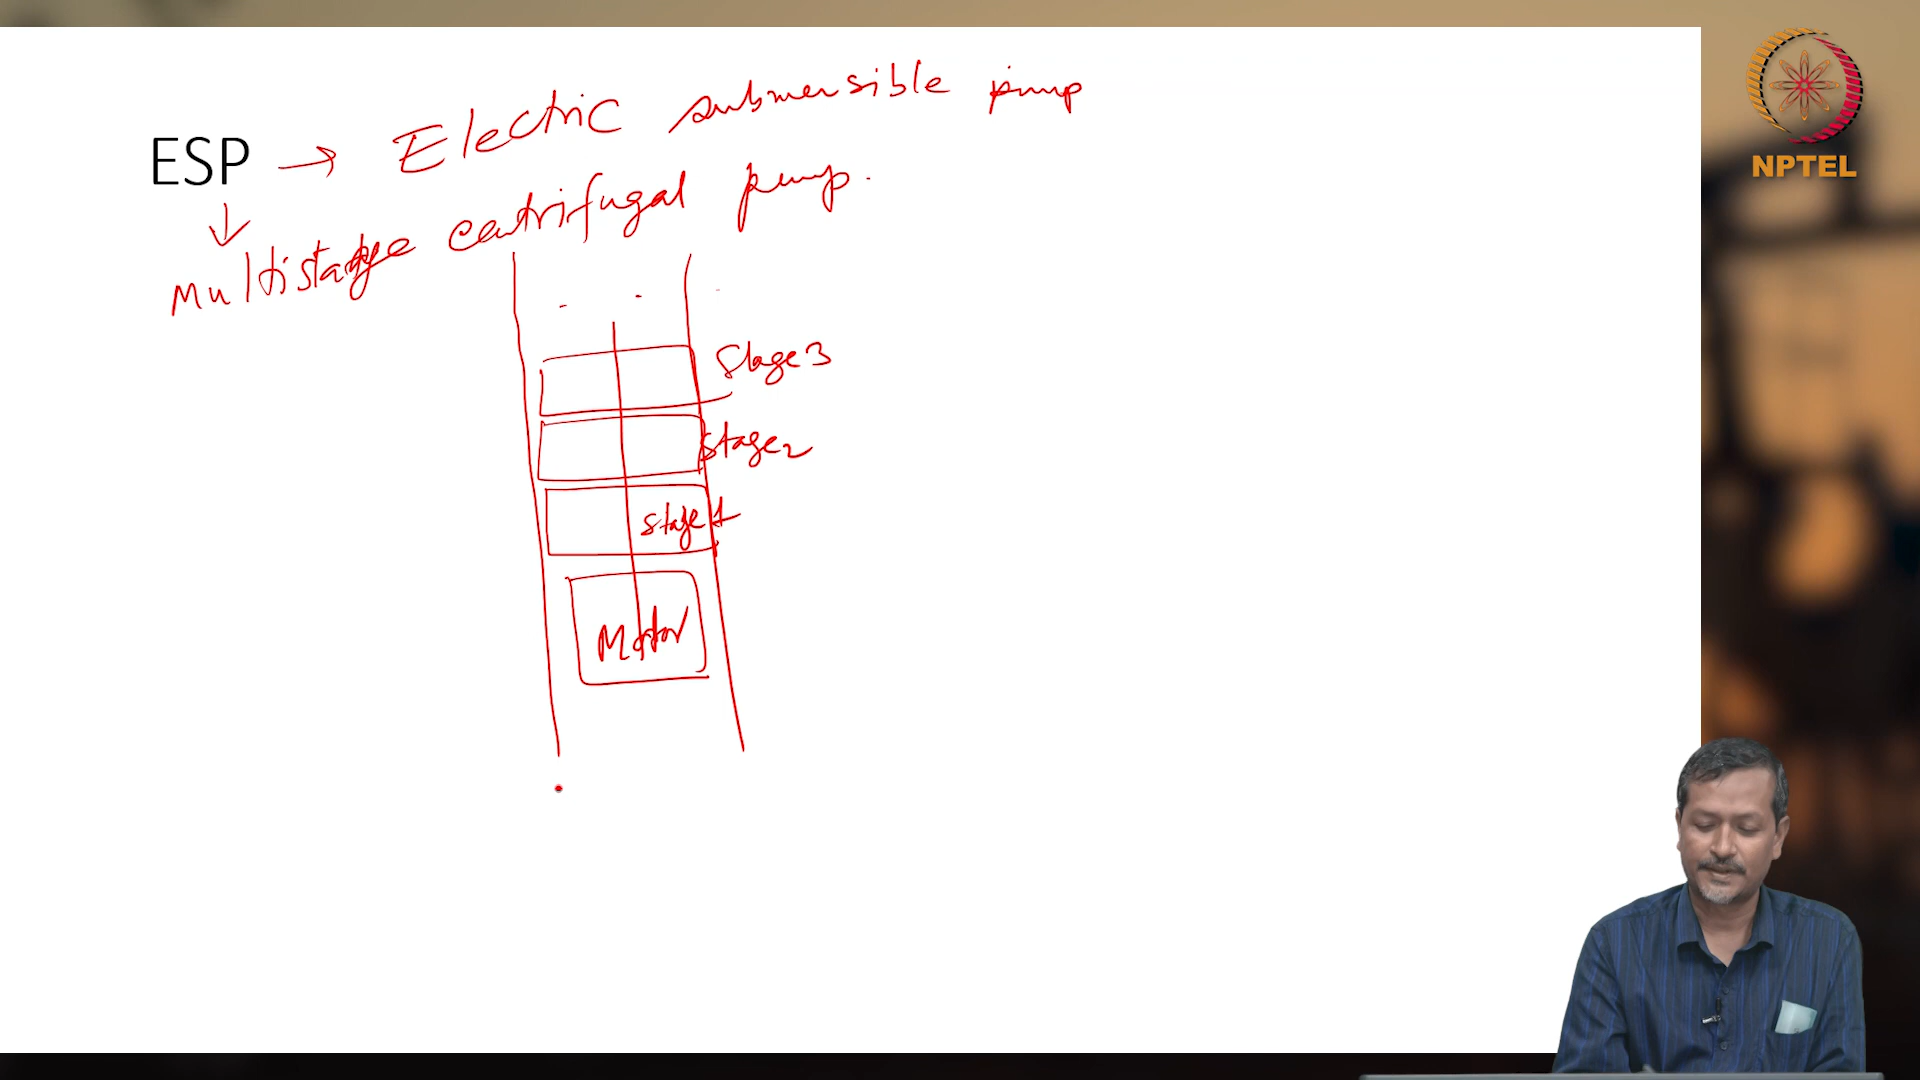 ESP → Electric submersible pump
↓
Multistage centrifugal pump.
Stage 3
Stage 2
Stage 1
Motor
NPTEL